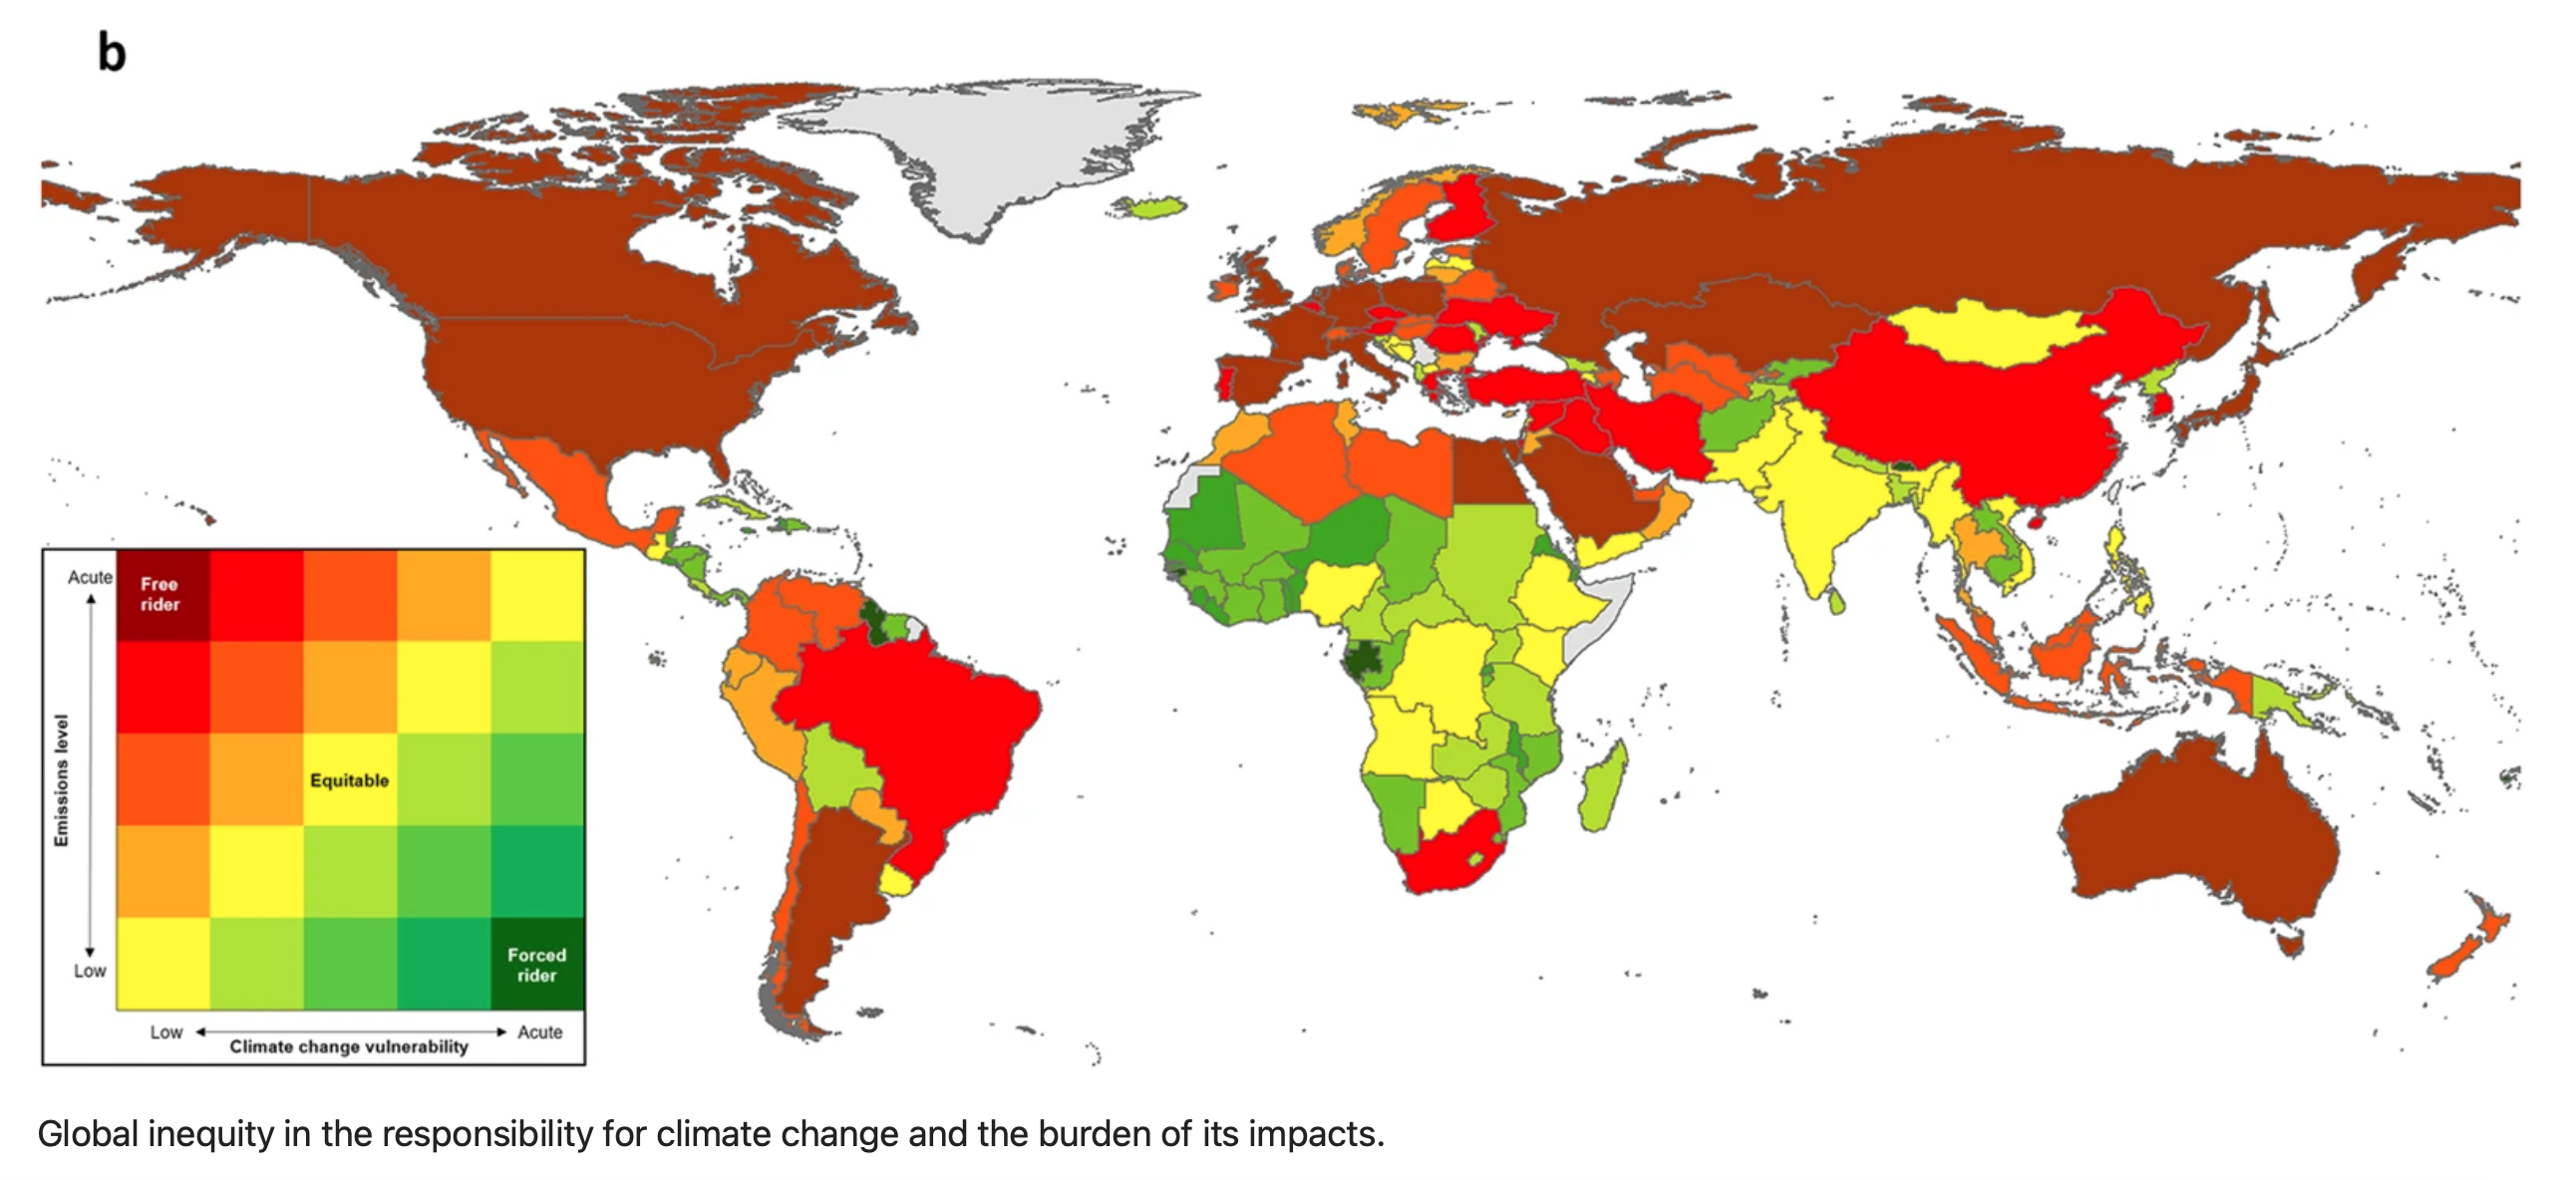 b
Acute
Free
rider
Emissions level
Equitable
Low
Forced
rider
Low
Acute
Climate change vulnerability
Global inequity in the responsibility for climate change and the burden of its impacts.